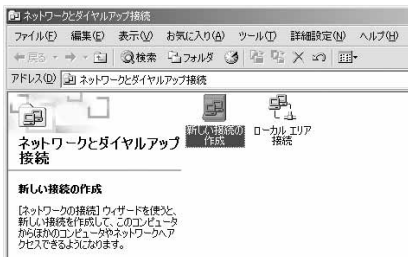 ネットワークとダイヤルアップ接続
ファイル(F) 編集(E) 表示(V) お気に入り(A) ツール(T) 詳細設定(N) ヘルプ(H)
戻る 検索 フォルダ
アドレス(D) ネットワークとダイヤルアップ接続
ネットワークとダイヤルアップ
接続
新しい接続の作成
[ネットワークの接続] ウィザードを使うと、
新しい接続を作成して、このコンピュータ
からほかのコンピュータやネットワークへア
クセスできるようになります。
新しい接続の
作成
ローカル エリア
接続